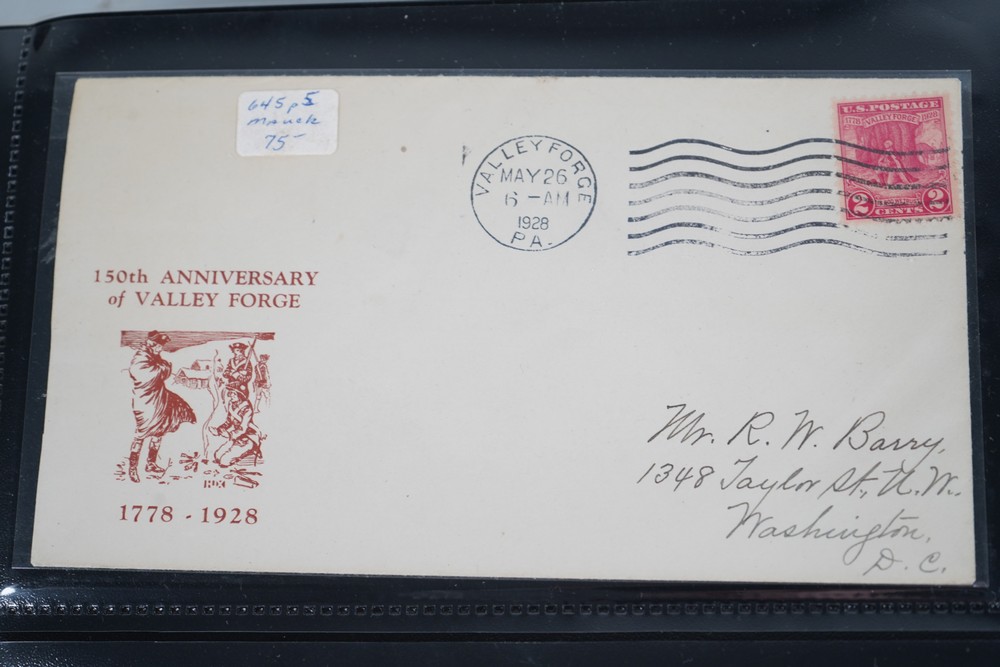 645p5
Mauck
75-
U.S. POSTAGE
1778 VALLEY FORGE 1928
2 2
CENTS
VALLEY FORGE
MAY 26
6 - AM
1928
PA.
150th ANNIVERSARY
of VALLEY FORGE
1778 - 1928
Mr. R. W. Barry,
1348 Taylor St., N.W.
Washington,
D. C.